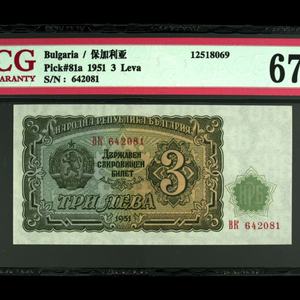 CG
WARRANTY
Bulgaria / 保加利亚
Pick#81a 1951 3 Leva
S/N : 642081
12518069
67
НАРОДНА РЕПУБЛИКА БЪЛГАРИЯ
ВК 642081
ДЪРЖАВЕН
СЪКРОВИЩЕН
БИЛЕТ
3
ТРИ ЛЕВА
1951
ВК 642081